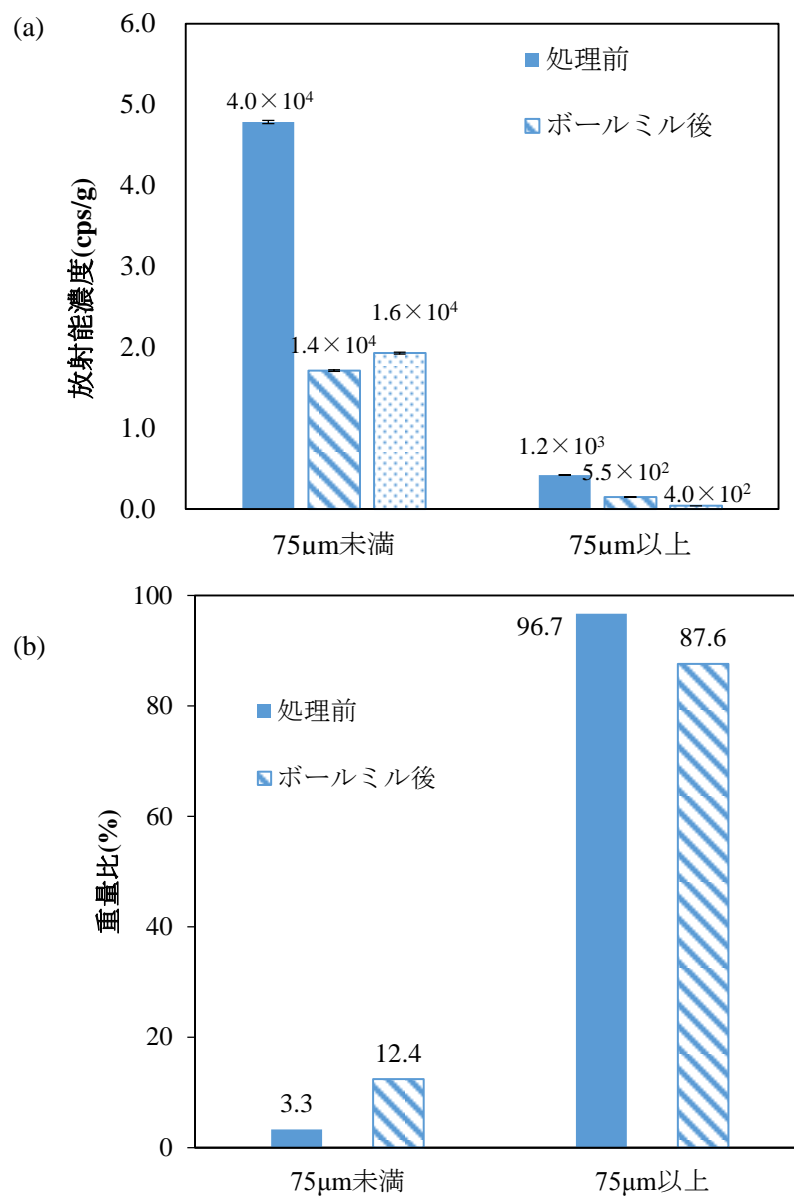 (a)
放射能濃度(cps/g)
6.0
5.0
4.0
3.0
2.0
1.0
0.0
処理前
ボールミル後
4.0×10⁴
1.4×10⁴
1.6×10⁴
1.2×10³
5.5×10²
4.0×10²
75μm未満
75μm以上
(b)
重量比(%)
100
80
60
40
20
0
処理前
ボールミル後
3.3
12.4
96.7
87.6
75μm未満
75μm以上